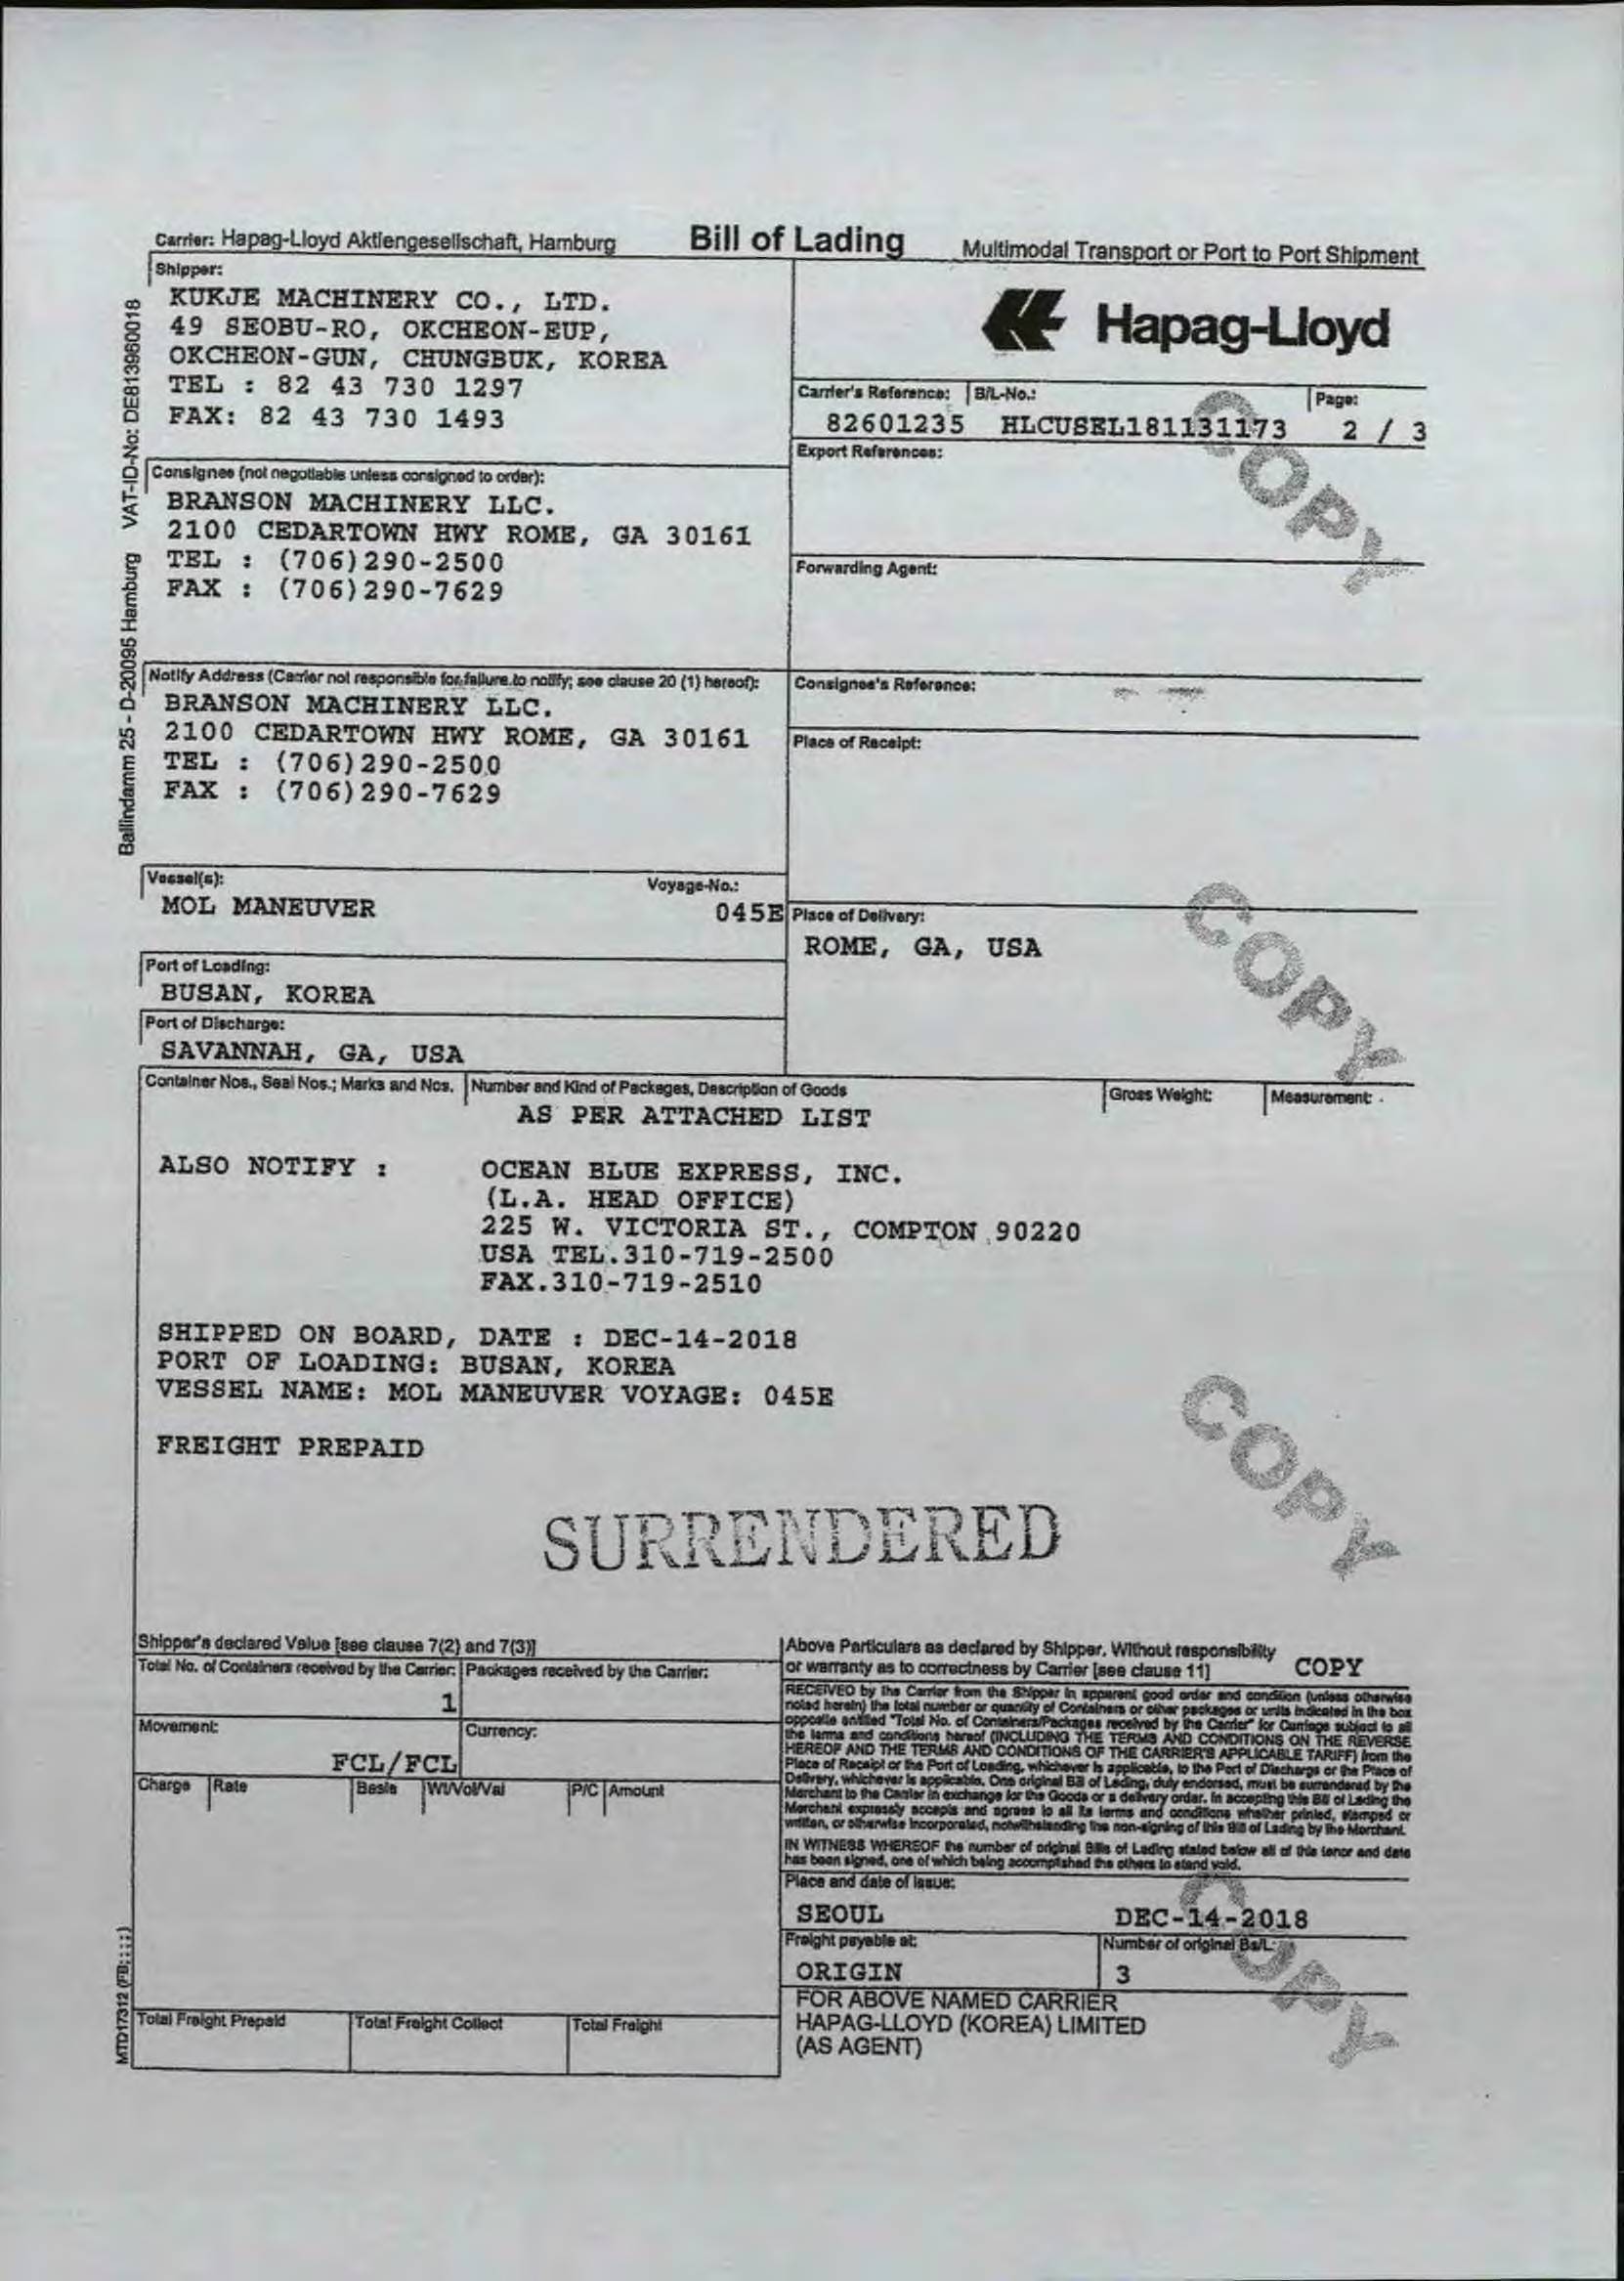 Carrier: Hapag-Lloyd Aktiengesellschaft, Hamburg
Bill of Lading
Multimodal Transport or Port to Port Shipment
Shipper:
KUKJE MACHINERY CO., LTD.
49 SEOBU-RO, OKCHEON-EUP,
OKCHEON-GUN, CHUNGBUK, KOREA
TEL : 82 43 730 1297
FAX: 82 43 730 1493
Hapag-Lloyd
Carrier's Reference: B/L-No.: Page:
82601235 HLCUSEL181131173 2 / 3
Export References:
Consignee (not negotiable unless consigned to order):
BRANSON MACHINERY LLC.
2100 CEDARTOWN HWY ROME, GA 30161
TEL : (706)290-2500
FAX : (706)290-7629
Forwarding Agent:
Notify Address (Carrier not responsible for failure to notify; see clause 20 (1) hereof):
BRANSON MACHINERY LLC.
2100 CEDARTOWN HWY ROME, GA 30161
TEL : (706)290-2500
FAX : (706)290-7629
Consignee's Reference:
Place of Receipt:
Ballindamm 25 - D-20095 Hamburg VAT-ID-No: DE813960018
Vessel(s): Voyage-No.:
MOL MANEUVER 045E
Place of Delivery:
ROME, GA, USA
Port of Loading:
BUSAN, KOREA
Port of Discharge:
SAVANNAH, GA, USA
Container Nos., Seal Nos.; Marks and Nos. Number and Kind of Packages, Description of Goods Gross Weight: Measurement:
AS PER ATTACHED LIST
ALSO NOTIFY : OCEAN BLUE EXPRESS, INC.
(L.A. HEAD OFFICE)
225 W. VICTORIA ST., COMPTON 90220
USA TEL.310-719-2500
FAX.310-719-2510
SHIPPED ON BOARD, DATE : DEC-14-2018
PORT OF LOADING: BUSAN, KOREA
VESSEL NAME: MOL MANEUVER VOYAGE: 045E
FREIGHT PREPAID
SURRENDERED
COPY
COPY
COPY
COPY
Shipper's declared Value [see clause 7(2) and 7(3)]
Total No. of Containers received by the Carrier: Packages received by the Carrier:
1
Movement: Currency:
FCL/FCL
Charge Rate Basis Wt/Vol/Val P/C Amount
Total Freight Prepaid Total Freight Collect Total Freight
MTD17312 (FB;;;;;)
Above Particulars as declared by Shipper. Without responsibility
or warranty as to correctness by Carrier [see clause 11] COPY
RECEIVED by the Carrier from the Shipper in apparent good order and condition (unless otherwise
noted herein) the total number or quantity of Containers or other packages or units indicated in the box
opposite entitled "Total No. of Containers/Packages received by the Carrier" for Carriage subject to all
the terms and conditions hereof (INCLUDING THE TERMS AND CONDITIONS ON THE REVERSE
HEREOF AND THE TERMS AND CONDITIONS OF THE CARRIER'S APPLICABLE TARIFF) from the
Place of Receipt or the Port of Loading, whichever is applicable, to the Port of Discharge or the Place of
Delivery, whichever is applicable. One original Bill of Lading, duly endorsed, must be surrendered by the
Merchant to the Carrier in exchange for the Goods or a delivery order. In accepting this Bill of Lading the
Merchant expressly accepts and agrees to all its terms and conditions whether printed, stamped or
written, or otherwise incorporated, notwithstanding the non-signing of this Bill of Lading by the Merchant.
IN WITNESS WHEREOF the number of original Bills of Lading stated below all of this tenor and date
has been signed, one of which being accomplished the others to stand void.
Place and date of issue:
SEOUL DEC-14-2018
Freight payable at: Number of original Bs/L:
ORIGIN 3
FOR ABOVE NAMED CARRIER
HAPAG-LLOYD (KOREA) LIMITED
(AS AGENT)